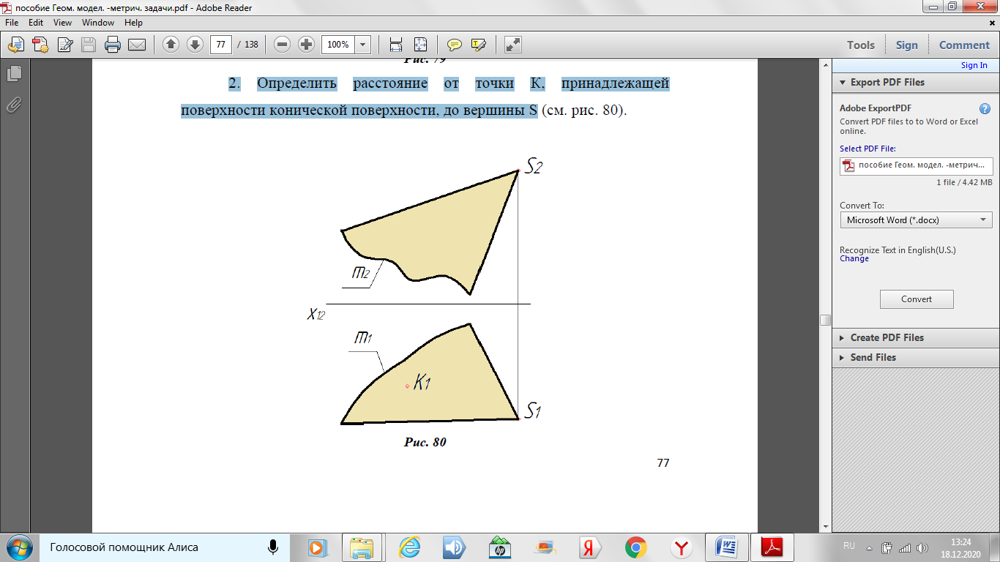 пособие Геом. модел. -метрич. задачи.pdf - Adobe Reader
File Edit View Window Help
77 / 138 100% Tools Sign Comment
Рис. 79
2. Определить расстояние от точки К, принадлежащей
поверхности конической поверхности, до вершины S (см. рис. 80).
S2
m2
X12
m1
K1
S1
Рис. 80
77
Sign In
Export PDF Files
Adobe ExportPDF
Convert PDF files to to Word or Excel
online.
Select PDF File:
пособие Геом. модел. -метрич...
1 file / 4.42 MB
Convert To:
Microsoft Word (*.docx)
Recognize Text in English(U.S.)
Change
Convert
Create PDF Files
Send Files
Голосовой помощник Алиса
RU
13:24
18.12.2020